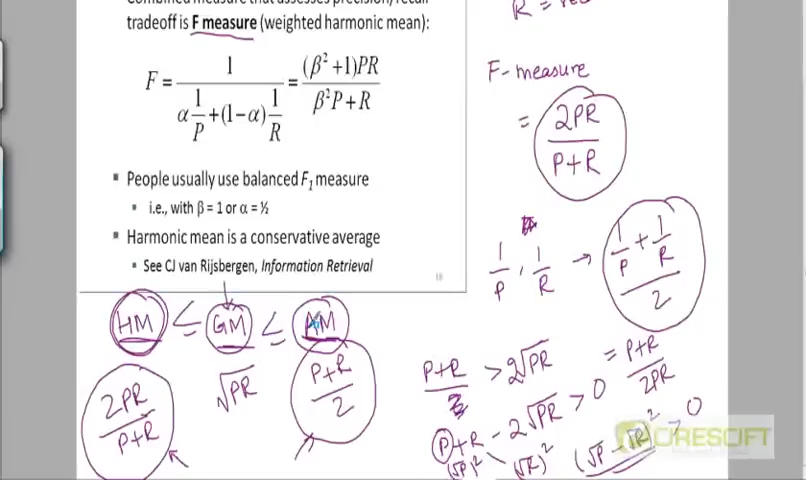 Combined measure that assesses precision/recall
tradeoff is F measure (weighted harmonic mean):
F = 1 / (α 1/P + (1−α) 1/R) = (β² + 1)PR / (β²P + R)
▪ People usually use balanced F₁ measure
▪ i.e., with β = 1 or α = ½
▪ Harmonic mean is a conservative average
▪ See CJ van Rijsbergen, Information Retrieval
18
HM ≤ GM ≤ AM
2PR / P+R
√PR
P+R / 2
R =
F-measure
= 2PR / P+R
1/P , 1/R → (1/P + 1/R) / 2
= P+R / 2PR
P+R > 2√PR
P+R − 2√PR > 0
(√P)² (√R)² (√P − √R)² > 0